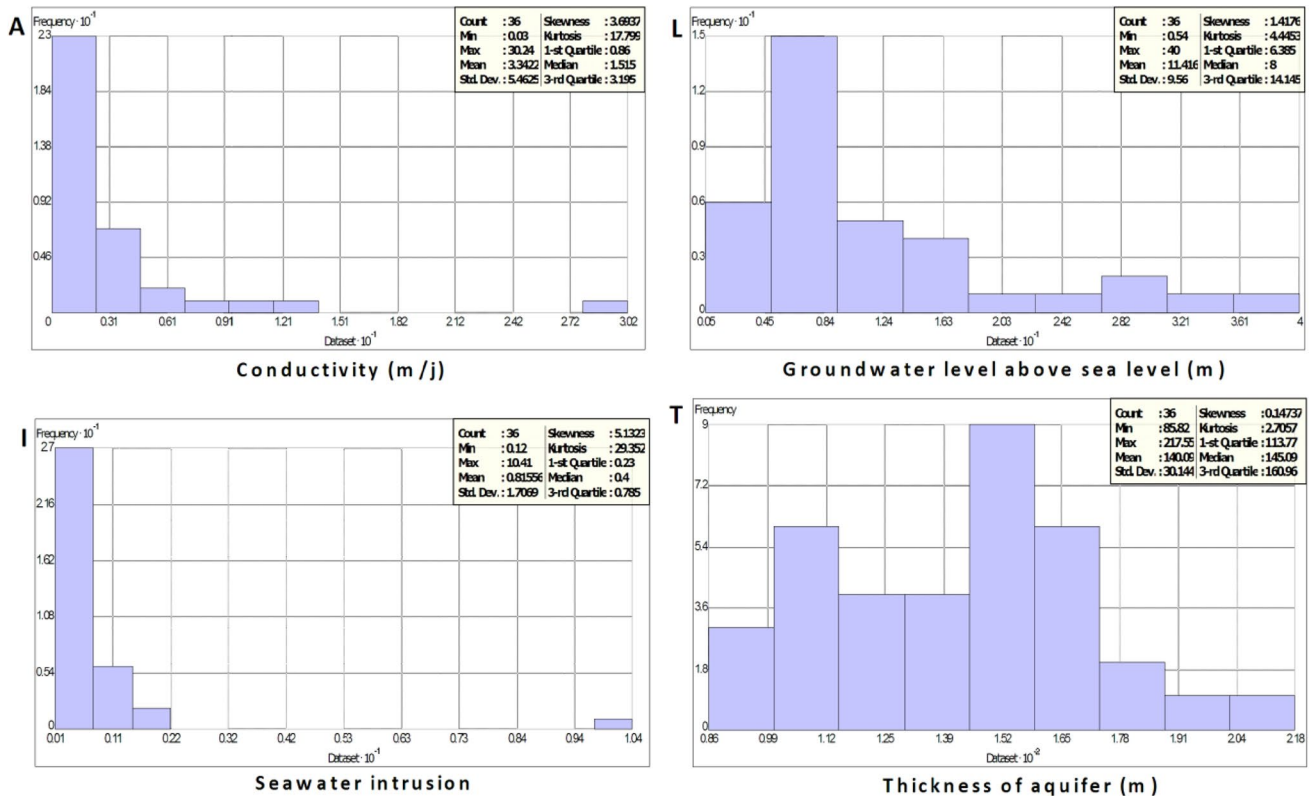 A
Frequency · 10⁻¹
2.3
1.84
1.38
0.92
0.46
0 0.31 0.61 0.91 1.21 1.51 1.82 2.12 2.42 2.72 3.02
Dataset · 10⁻¹
Count : 36 Skewness : 3.6937
Min : 0.03 Kurtosis : 17.799
Max : 30.24 1-st Quartile : 0.86
Mean : 3.3422 Median : 1.515
Std. Dev. : 5.4625 3-rd Quartile : 3.195
Conductivity (m/j)
L
Frequency · 10⁻¹
1.5
1.2
0.9
0.6
0.3
0
0.05 0.45 0.84 1.24 1.63 2.03 2.42 2.82 3.21 3.61 4
Dataset · 10⁻¹
Count : 36 Skewness : 1.4176
Min : 0.54 Kurtosis : 4.4453
Max : 40 1-st Quartile : 6.385
Mean : 11.416 Median : 8
Std. Dev. : 9.56 3-rd Quartile : 14.145
Groundwater level above sea level (m)
I
Frequency · 10⁻¹
2.7
2.16
1.62
1.08
0.54
0
0.01 0.11 0.22 0.32 0.42 0.53 0.63 0.73 0.84 0.94 1.04
Dataset · 10⁻¹
Count : 36 Skewness : 5.1323
Min : 0.12 Kurtosis : 29.352
Max : 10.41 1-st Quartile : 0.23
Mean : 0.81556 Median : 0.4
Std. Dev. : 1.7069 3-rd Quartile : 0.785
Seawater intrusion
T
Frequency
9
7.2
5.4
3.6
1.8
0
0.86 0.99 1.12 1.25 1.39 1.52 1.65 1.78 1.91 2.04 2.18
Dataset · 10⁻²
Count : 36 Skewness : 0.14737
Min : 85.82 Kurtosis : 2.7057
Max : 217.55 1-st Quartile : 113.77
Mean : 140.09 Median : 145.09
Std. Dev. : 30.144 3-rd Quartile : 160.96
Thickness of aquifer (m)